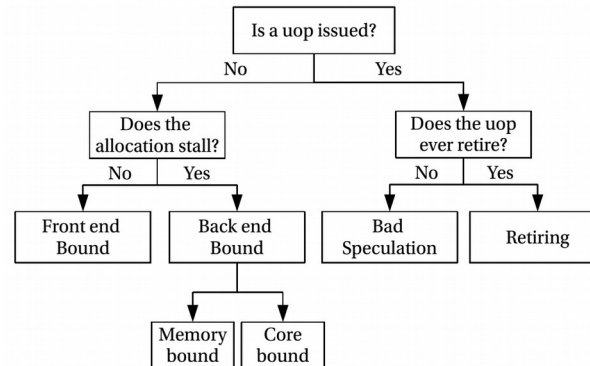 Is a uop issued?
No
Yes
Does the
allocation stall?
Does the uop
ever retire?
No
Yes
No
Yes
Front end
Bound
Back end
Bound
Bad
Speculation
Retiring
Memory
bound
Core
bound